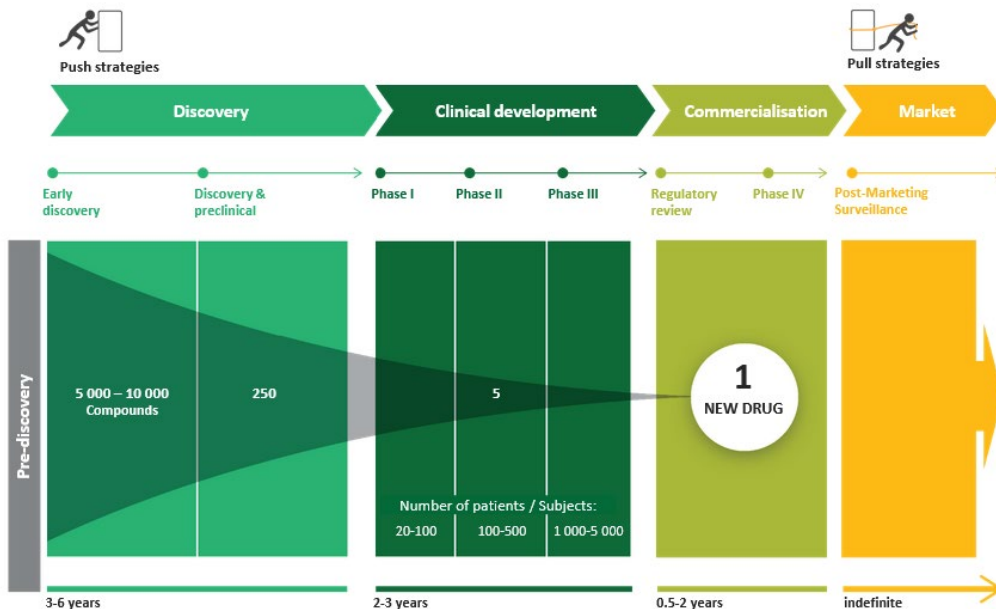 Push strategies
Pull strategies
Discovery
Clinical development
Commercialisation
Market
Early
discovery
Discovery &
preclinical
Phase I
Phase II
Phase III
Regulatory
review
Phase IV
Post-Marketing
Surveillance
Pre-discovery
5 000 – 10 000
Compounds
250
5
1
NEW DRUG
Number of patients / Subjects:
20-100
100-500
1 000-5 000
3-6 years
2-3 years
0.5-2 years
indefinite